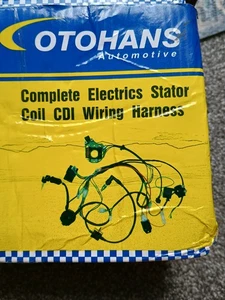 OTOHANS
Automotive
Complete Electrics Stator
Coil CDI Wiring Harness